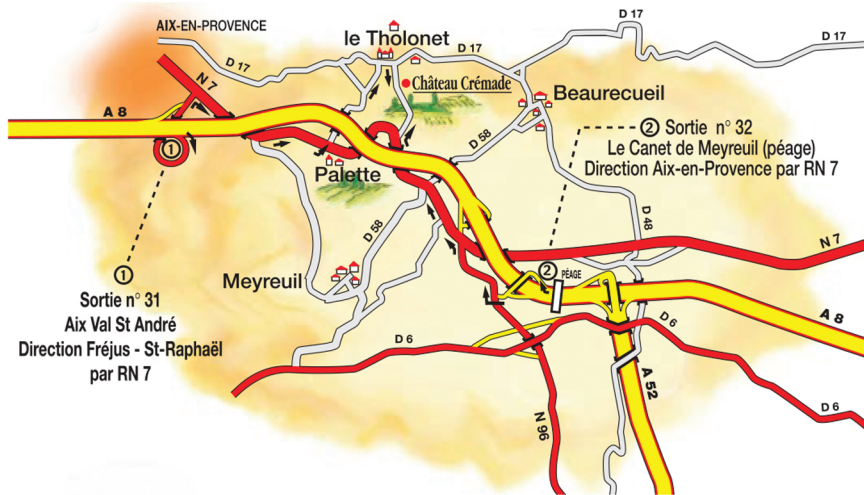 AIX-EN-PROVENCE
le Tholonet
D 17
D 17
D 17
D 17
N 7
Château Crémade
Beaurecueil
A 8
② Sortie n° 32
Le Canet de Meyreuil (péage)
Direction Aix-en-Provence par RN 7
①
D 58
Palette
D 58
D 48
N 7
Meyreuil
② PÉAGE
①
Sortie n° 31
Aix Val St André
Direction Fréjus - St-Raphaël
par RN 7
A 8
D 6
D 6
D 6
A 52
N 96